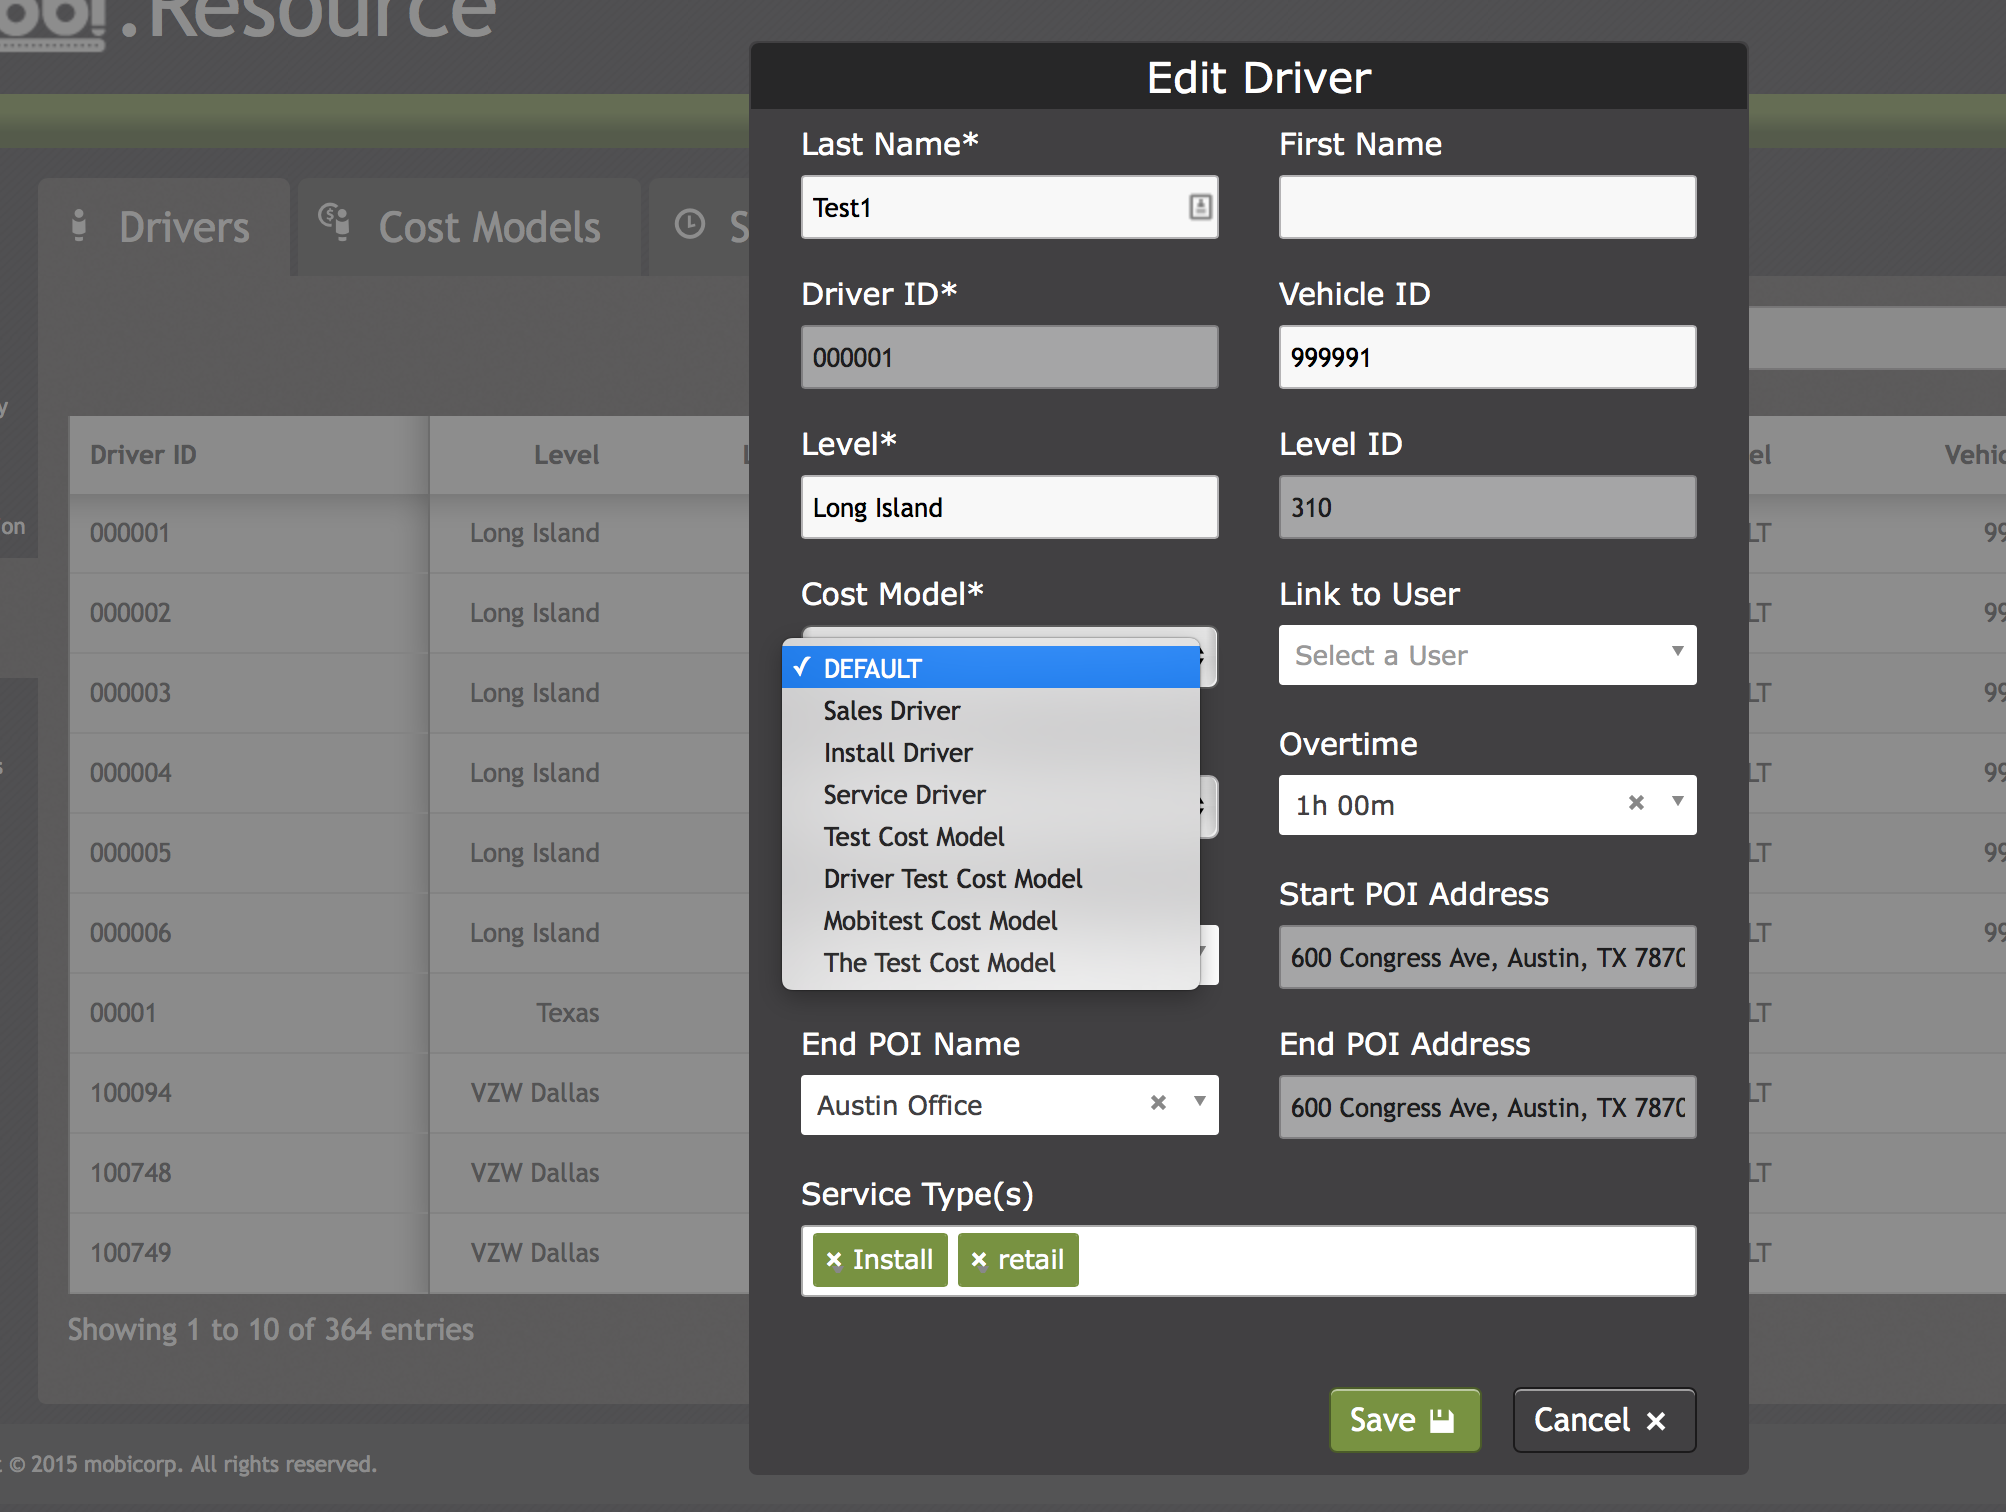 .Resource
Drivers
Cost Models
Driver ID
Level
000001
Long Island
000002
Long Island
000003
Long Island
000004
Long Island
000005
Long Island
000006
Long Island
00001
Texas
100094
VZW Dallas
100748
VZW Dallas
100749
VZW Dallas
Showing 1 to 10 of 364 entries
© 2015 mobicorp. All rights reserved.
Edit Driver
Last Name*
First Name
Test1
Driver ID*
Vehicle ID
000001
999991
Level*
Level ID
Long Island
310
Cost Model*
Link to User
Select a User
✓ DEFAULT
Sales Driver
Install Driver
Service Driver
Test Cost Model
Driver Test Cost Model
Mobitest Cost Model
The Test Cost Model
Overtime
1h 00m
Start POI Address
600 Congress Ave, Austin, TX 7870
End POI Name
End POI Address
Austin Office
600 Congress Ave, Austin, TX 7870
Service Type(s)
× Install
× retail
Save
Cancel ×